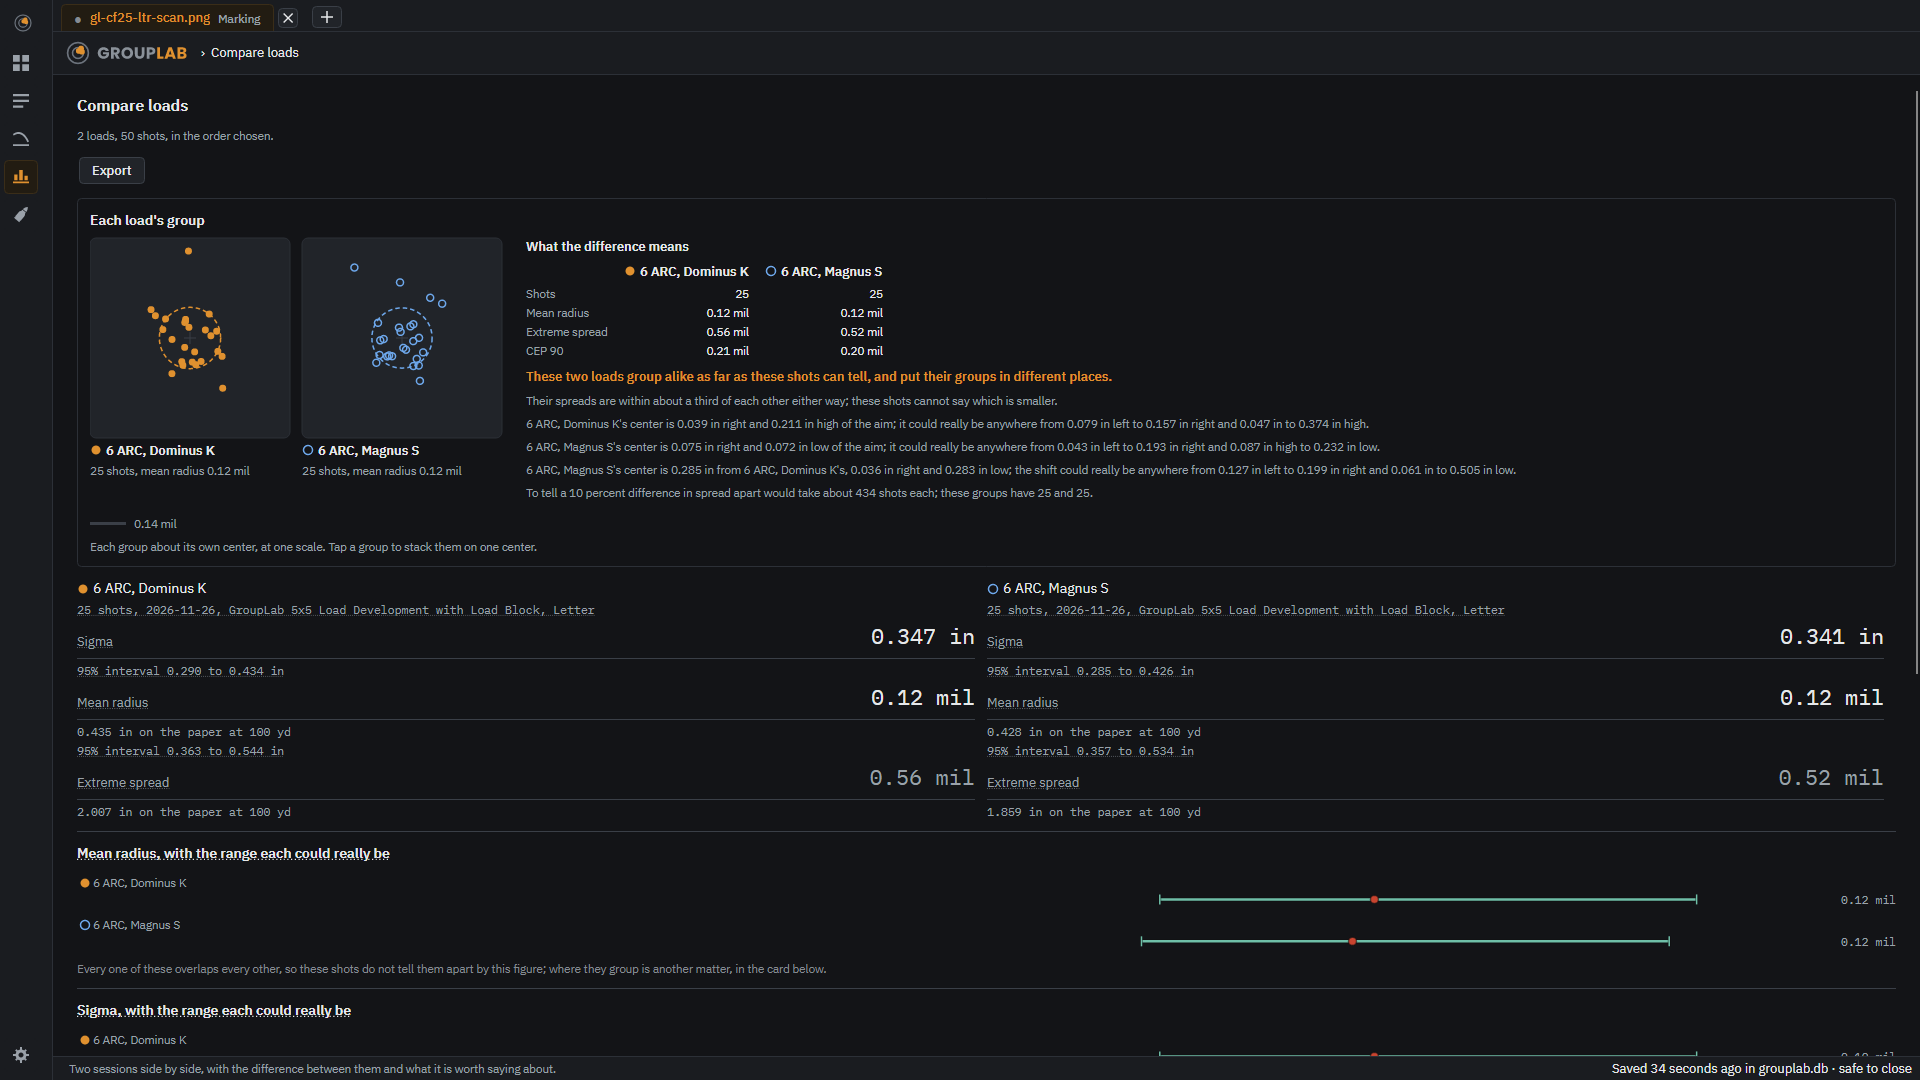 gl-cf25-ltr-scan.png Marking
GROUPLAB › Compare loads
Compare loads
2 loads, 50 shots, in the order chosen.
Export
Each load's group
What the difference means
6 ARC, Dominus K 6 ARC, Magnus S
Shots 25 25
Mean radius 0.12 mil 0.12 mil
Extreme spread 0.56 mil 0.52 mil
CEP 90 0.21 mil 0.20 mil
These two loads group alike as far as these shots can tell, and put their groups in different places.
Their spreads are within about a third of each other either way; these shots cannot say which is smaller.
6 ARC, Dominus K's center is 0.039 in right and 0.211 in high of the aim; it could really be anywhere from 0.079 in left to 0.157 in right and 0.047 in to 0.374 in high.
6 ARC, Magnus S's center is 0.075 in right and 0.072 in low of the aim; it could really be anywhere from 0.043 in left to 0.193 in right and 0.087 in high to 0.232 in low.
6 ARC, Magnus S's center is 0.285 in from 6 ARC, Dominus K's, 0.036 in right and 0.283 in low; the shift could really be anywhere from 0.127 in left to 0.199 in right and 0.061 in to 0.505 in low.
To tell a 10 percent difference in spread apart would take about 434 shots each; these groups have 25 and 25.
6 ARC, Dominus K
25 shots, mean radius 0.12 mil
6 ARC, Magnus S
25 shots, mean radius 0.12 mil
0.14 mil
Each group about its own center, at one scale. Tap a group to stack them on one center.
6 ARC, Dominus K
25 shots, 2026-11-26, GroupLab 5x5 Load Development with Load Block, Letter
Sigma 0.347 in
95% interval 0.290 to 0.434 in
Mean radius 0.12 mil
0.435 in on the paper at 100 yd
95% interval 0.363 to 0.544 in
Extreme spread 0.56 mil
2.007 in on the paper at 100 yd
6 ARC, Magnus S
25 shots, 2026-11-26, GroupLab 5x5 Load Development with Load Block, Letter
Sigma 0.341 in
95% interval 0.285 to 0.426 in
Mean radius 0.12 mil
0.428 in on the paper at 100 yd
95% interval 0.357 to 0.534 in
Extreme spread 0.52 mil
1.859 in on the paper at 100 yd
Mean radius, with the range each could really be
6 ARC, Dominus K
0.12 mil
6 ARC, Magnus S
0.12 mil
Every one of these overlaps every other, so these shots do not tell them apart by this figure; where they group is another matter, in the card below.
Sigma, with the range each could really be
6 ARC, Dominus K
Two sessions side by side, with the difference between them and what it is worth saying about.
Saved 34 seconds ago in grouplab.db · safe to close